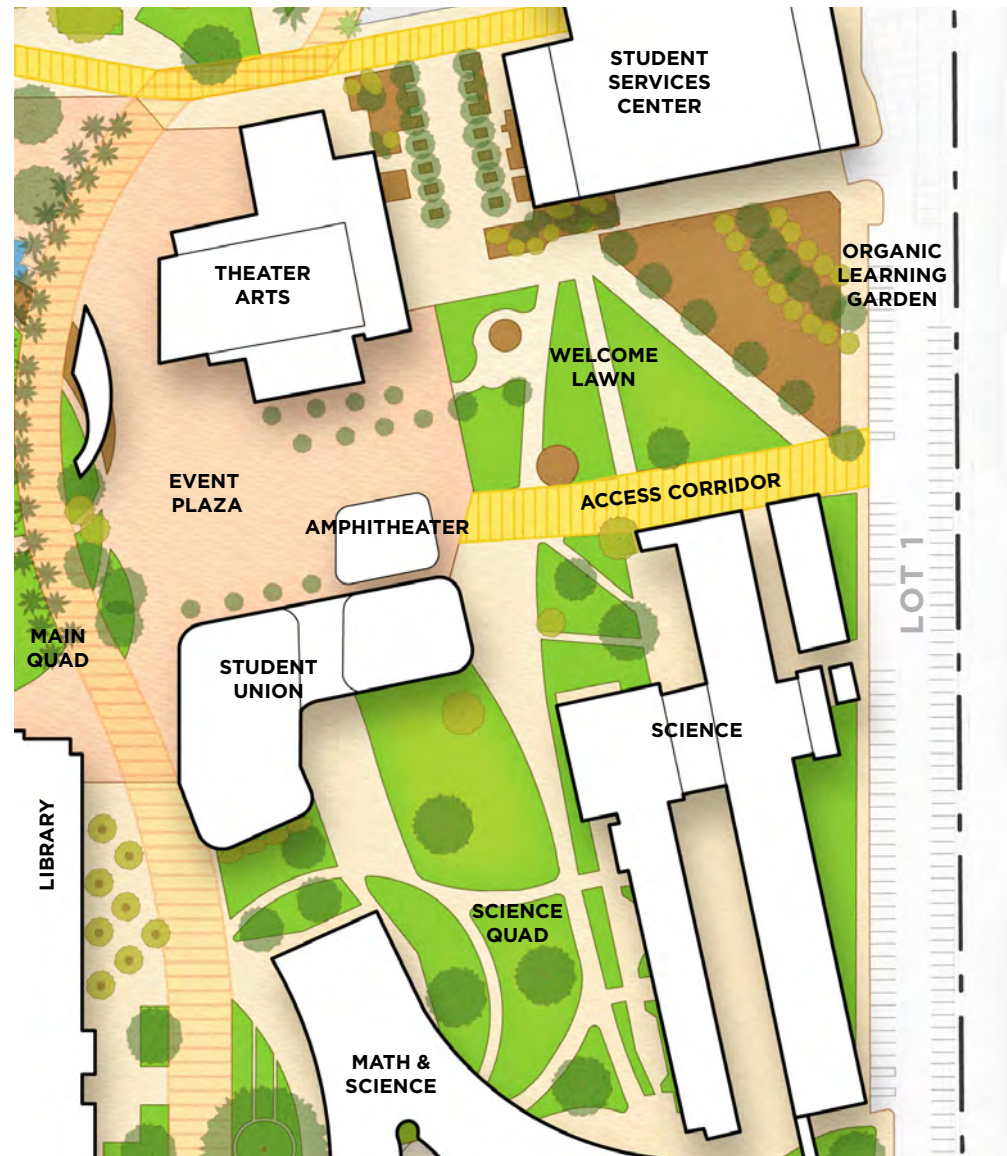 STUDENT
SERVICES
CENTER
ORGANIC
LEARNING
GARDEN
THEATER
ARTS
WELCOME
LAWN
EVENT
PLAZA
ACCESS CORRIDOR
AMPHITHEATER
LOT 1
MAIN
QUAD
STUDENT
UNION
SCIENCE
LIBRARY
SCIENCE
QUAD
MATH &
SCIENCE